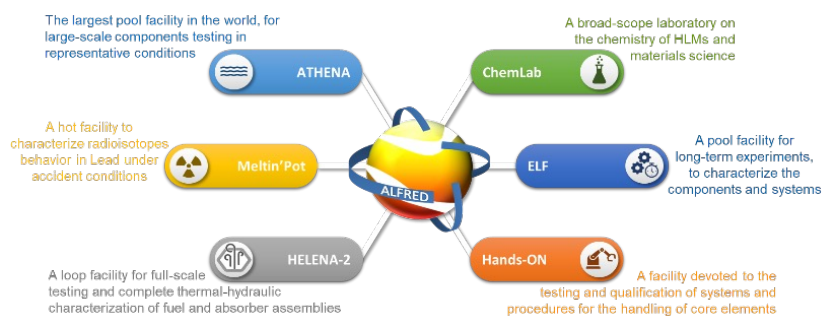 The largest pool facility in the world, for
large-scale components testing in
representative conditions
ATHENA
A broad-scope laboratory on
the chemistry of HLMs and
materials science
ChemLab
A hot facility to
characterize radioisotopes
behavior in Lead under
accident conditions
Meltin'Pot
ALFRED
ELF
A pool facility for
long-term experiments,
to characterize the
components and systems
HELENA-2
A loop facility for full-scale
testing and complete thermal-hydraulic
characterization of fuel and absorber assemblies
Hands-ON
A facility devoted to the
testing and qualification of systems and
procedures for the handling of core elements